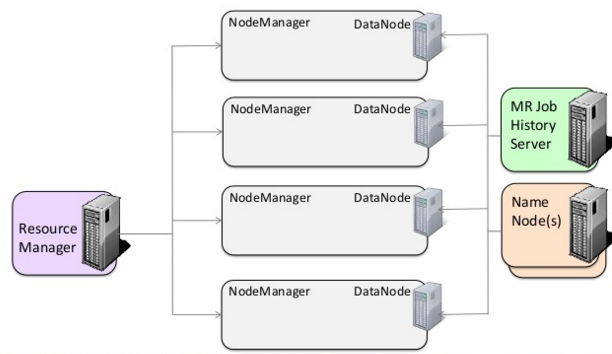 NodeManager DataNode
NodeManager DataNode
MR Job
History
Server
NodeManager DataNode
Name
Node(s)
Resource
Manager
NodeManager DataNode